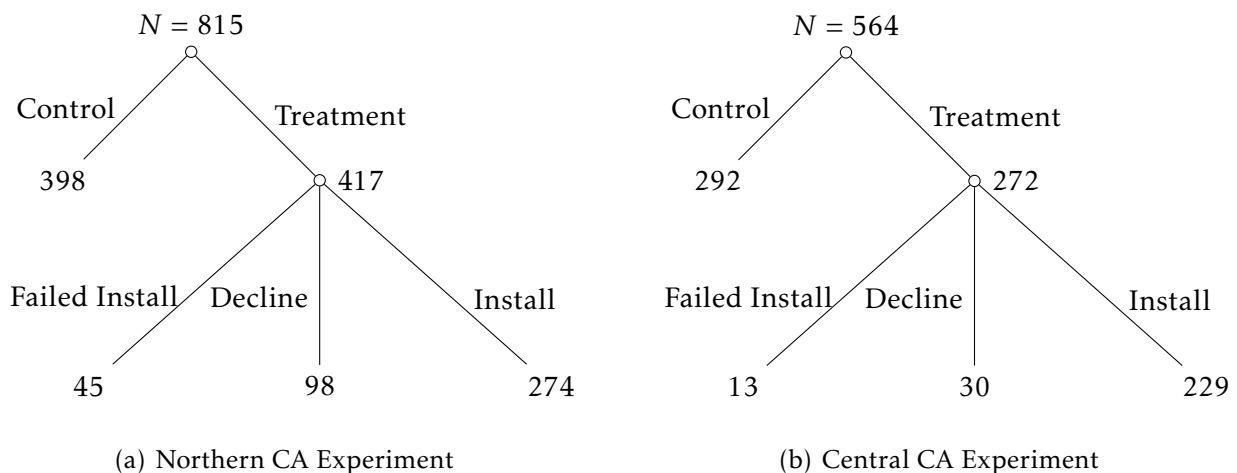 N = 815
Control
Treatment
398
417
Failed Install
Decline
Install
45
98
274
(a) Northern CA Experiment
N = 564
Control
Treatment
292
272
Failed Install
Decline
Install
13
30
229
(b) Central CA Experiment